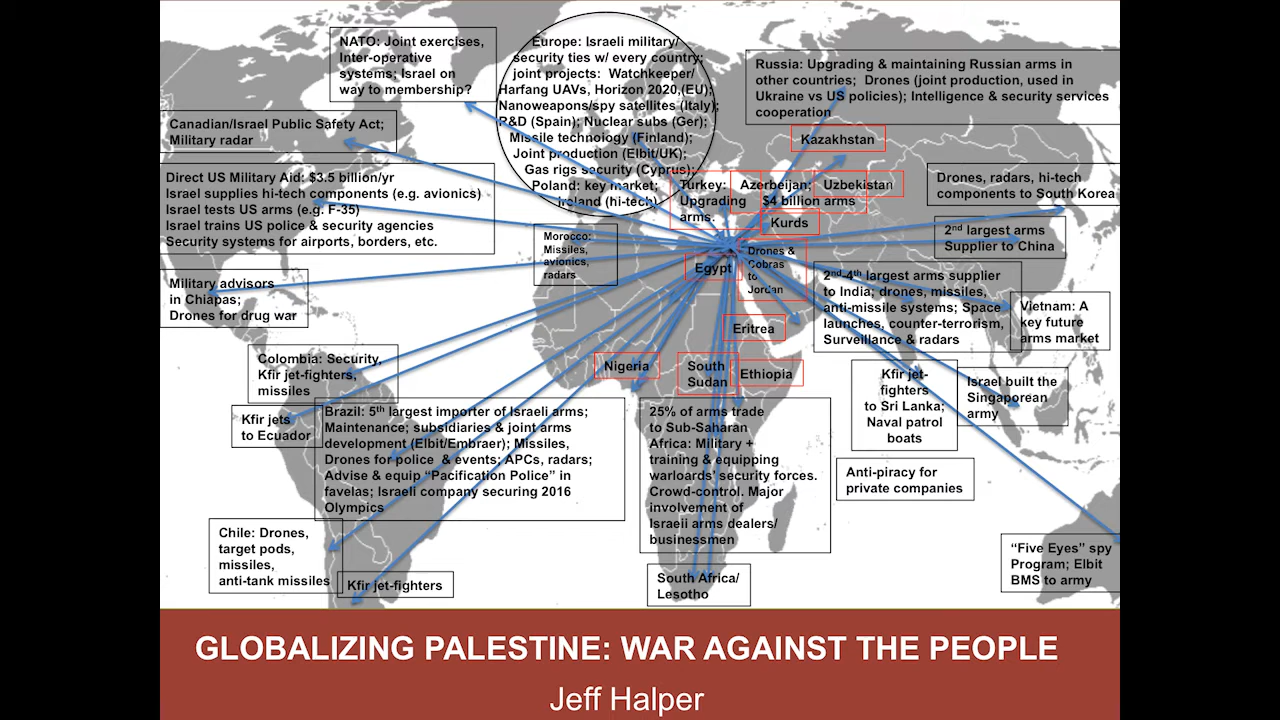 NATO: Joint exercises,
Inter-operative
systems; Israel on
way to membership?
Europe: Israeli military/
security ties w/ every country;
joint projects: Watchkeeper/
Harfang UAVs, Horizon 2020,(EU);
Nanoweapons/spy satellites (Italy);
R&D (Spain); Nuclear subs (Ger);
Missile technology (Finland);
Joint production (Elbit/UK);
Gas rigs security (Cyprus);
Poland: key market;
Ireland (hi-tech)
Russia: Upgrading & maintaining Russian arms in
other countries; Drones (joint production, used in
Ukraine vs US policies); Intelligence & security services
cooperation
Canadian/Israel Public Safety Act;
Military radar
Kazakhstan
Direct US Military Aid: $3.5 billion/yr
Israel supplies hi-tech components (e.g. avionics)
Israel tests US arms (e.g. F-35)
Israel trains US police & security agencies
Security systems for airports, borders, etc.
Turkey:
Upgrading
arms.
Azerbeijan:
$4 billion arms
Uzbekistan
Drones, radars, hi-tech
components to South Korea
Kurds
2nd largest arms
Supplier to China
Morocco:
Missiles,
avionics,
radars
Egypt
Drones &
Cobras
to
Jordan
Military advisors
in Chiapas;
Drones for drug war
2nd-4th largest arms supplier
to India; drones, missiles,
anti-missile systems; Space
launches, counter-terrorism,
Surveillance & radars
Vietnam: A
key future
arms market
Eritrea
Colombia: Security,
Kfir jet-fighters,
missiles
Nigeria
South
Sudan
Ethiopia
Kfir jet-
fighters
to Sri Lanka;
Naval patrol
boats
Israel built the
Singaporean
army
Kfir jets
to Ecuador
Brazil: 5th largest importer of Israeli arms;
Maintenance; subsidiaries & joint arms
development (Elbit/Embraer); Missiles,
Drones for police & events; APCs, radars;
Advise & equip “Pacification Police” in
favelas; Israeli company securing 2016
Olympics
25% of arms trade
to Sub-Saharan
Africa: Military +
training & equipping
warloards’ security forces.
Crowd-control. Major
involvement of
Israeii arms dealers/
businessmen
Anti-piracy for
private companies
Chile: Drones,
target pods,
missiles,
anti-tank missiles
Kfir jet-fighters
South Africa/
Lesotho
“Five Eyes” spy
Program; Elbit
BMS to army
GLOBALIZING PALESTINE: WAR AGAINST THE PEOPLE
Jeff Halper